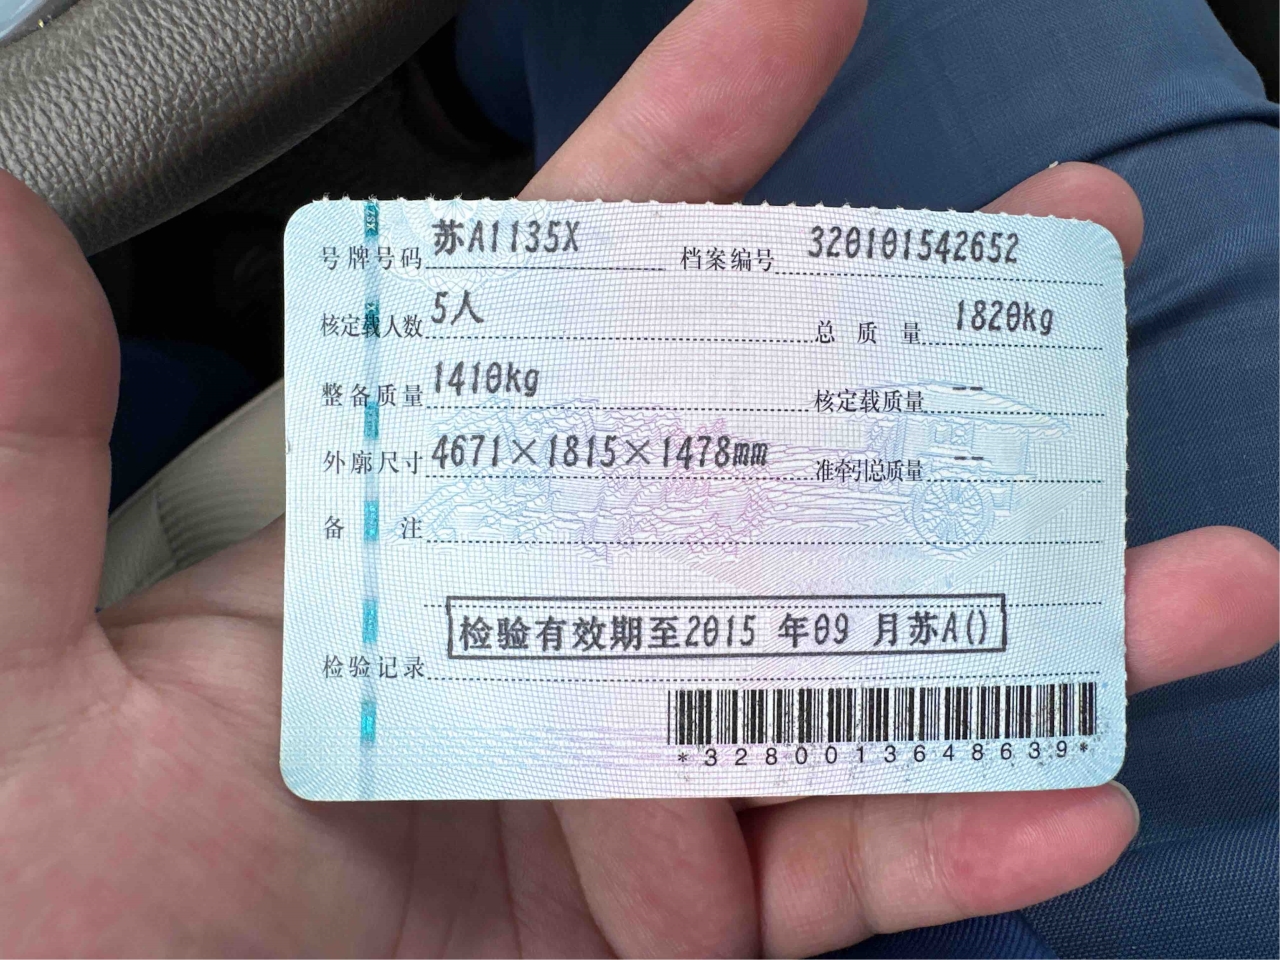 号牌号码 苏A1135X 档案编号 320101542652
核定载人数 5人 总质量 1820kg
整备质量 1410kg 核定载质量 --
外廓尺寸 4671×1815×1478mm 准牵引总质量 --
备注
检验记录 检验有效期至2015 年09 月苏A()
*3280013648639*